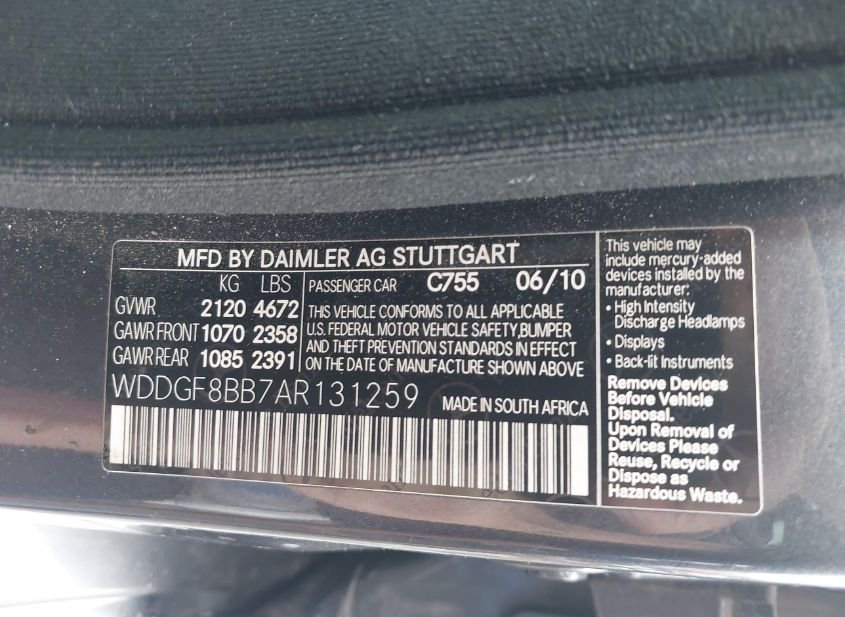 MFD BY DAIMLER AG STUTTGART
KG LBS
GVWR 2120 4672
GAWR FRONT 1070 2358
GAWR REAR 1085 2391
PASSENGER CAR C755 06/10
THIS VEHICLE CONFORMS TO ALL APPLICABLE
U.S. FEDERAL MOTOR VEHICLE SAFETY,BUMPER
AND THEFT PREVENTION STANDARDS IN EFFECT
ON THE DATE OF MANUFACTURE SHOWN ABOVE
WDDGF8BB7AR131259 MADE IN SOUTH AFRICA
This vehicle may
include mercury-added
devices installed by the
manufacturer:
• High Intensity
Discharge Headlamps
• Displays
• Back-lit Instruments
Remove Devices
Before Vehicle
Disposal.
Upon Removal of
Devices Please
Reuse, Recycle or
Dispose as
Hazardous Waste.